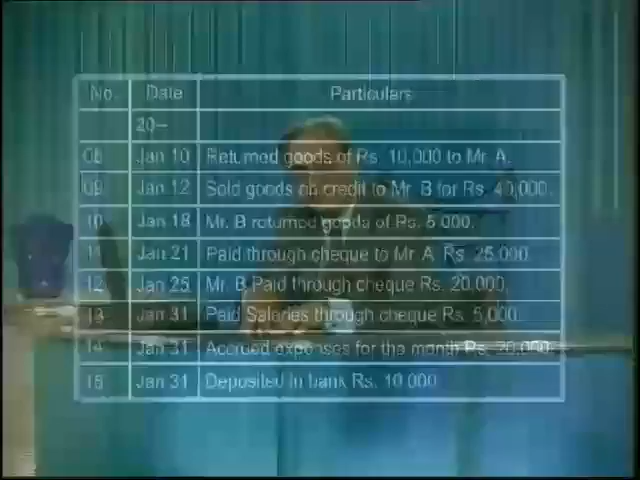 No. Date Particulars
20--
08 Jan 10 Returned goods of Rs. 10,000 to Mr. A.
09 Jan 12 Sold goods on credit to Mr. B for Rs. 40,000.
10 Jan 18 Mr. B returned goods of Rs. 5,000.
11 Jan 21 Paid through cheque to Mr. A Rs. 25,000.
12 Jan 25 Mr. B Paid through cheque Rs. 20,000.
13 Jan 31 Paid Salaries through cheque Rs. 5,000.
14 Jan 31 Accrued expenses for the month Rs. 20,000.
15 Jan 31 Deposited in bank Rs. 10,000